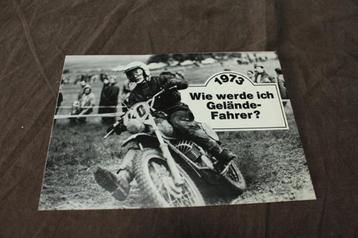 1973
Wie werde ich
Gelände-
Fahrer?